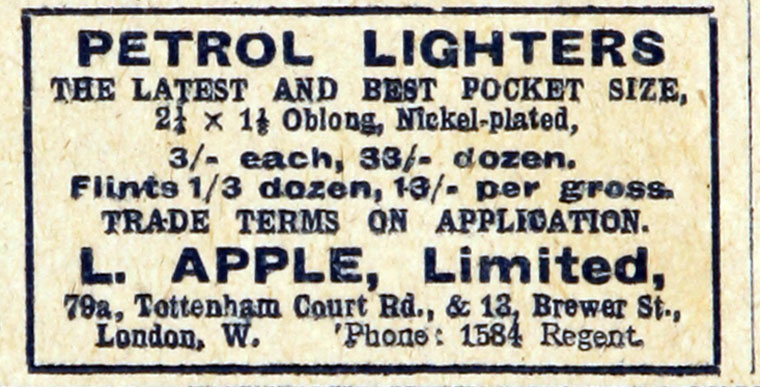 PETROL LIGHTERS
THE LATEST AND BEST POCKET SIZE,
2¼ × 1⅛ Oblong, Nickel-plated,
3/- each, 33/- dozen.
Flints 1/3 dozen, 13/- per gross.
TRADE TERMS ON APPLICATION.
L. APPLE, Limited,
79a, Tottenham Court Rd., & 13, Brewer St.,
London, W. 'Phone: 1584 Regent.